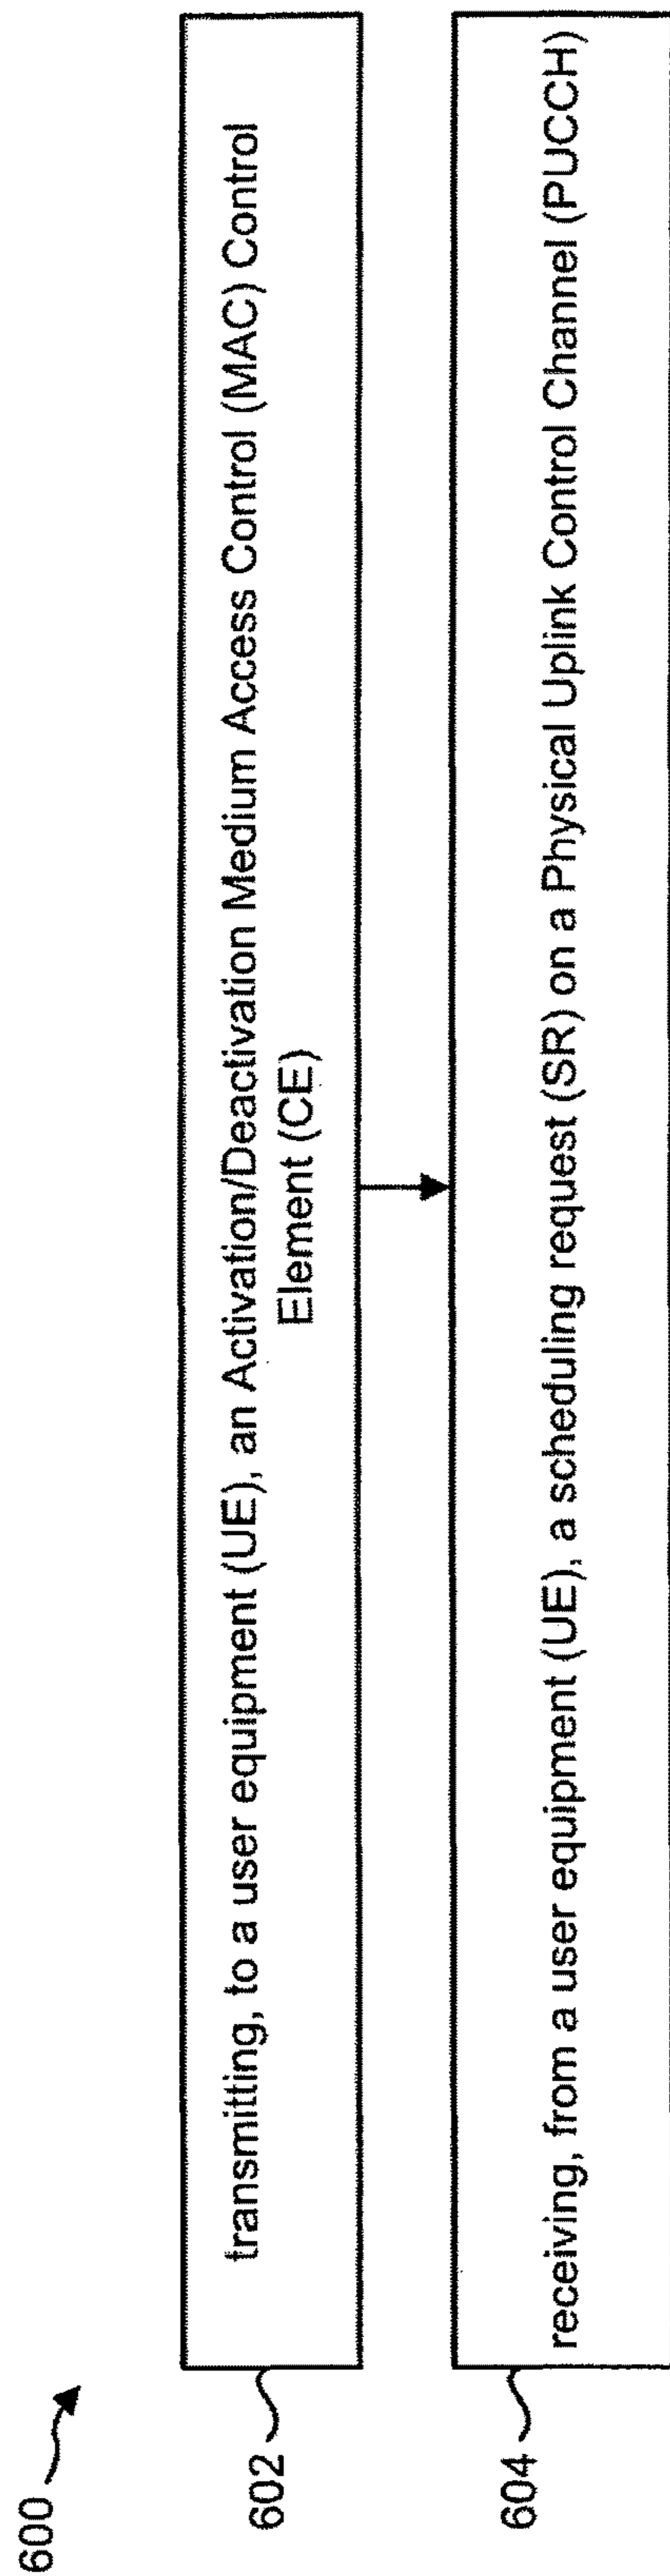 600
602
transmitting, to a user equipment (UE), an Activation/Deactivation Medium Access Control (MAC) Control
Element (CE)
604
receiving, from a user equipment (UE), a scheduling request (SR) on a Physical Uplink Control Channel (PUCCH)